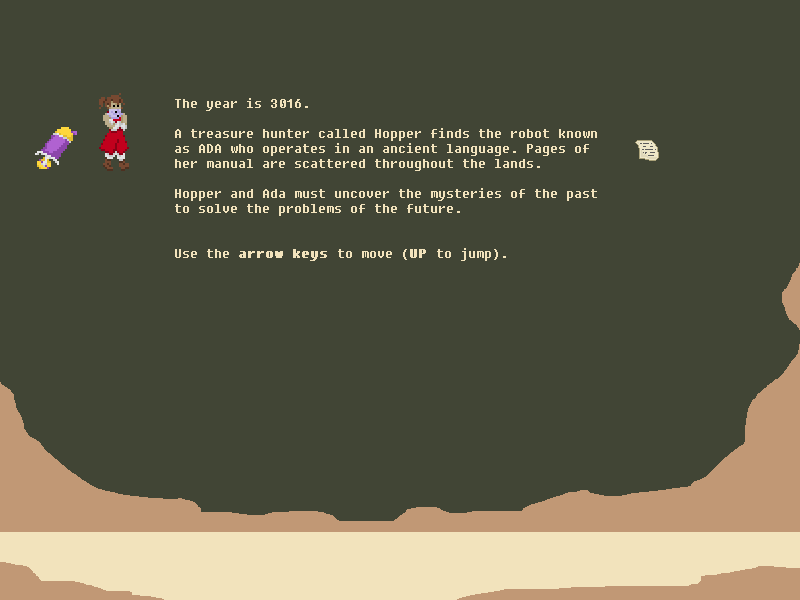 The year is 3016.
A treasure hunter called Hopper finds the robot known
as ADA who operates in an ancient language. Pages of
her manual are scattered throughout the lands.
Hopper and Ada must uncover the mysteries of the past
to solve the problems of the future.
Use the arrow keys to move (UP to jump).